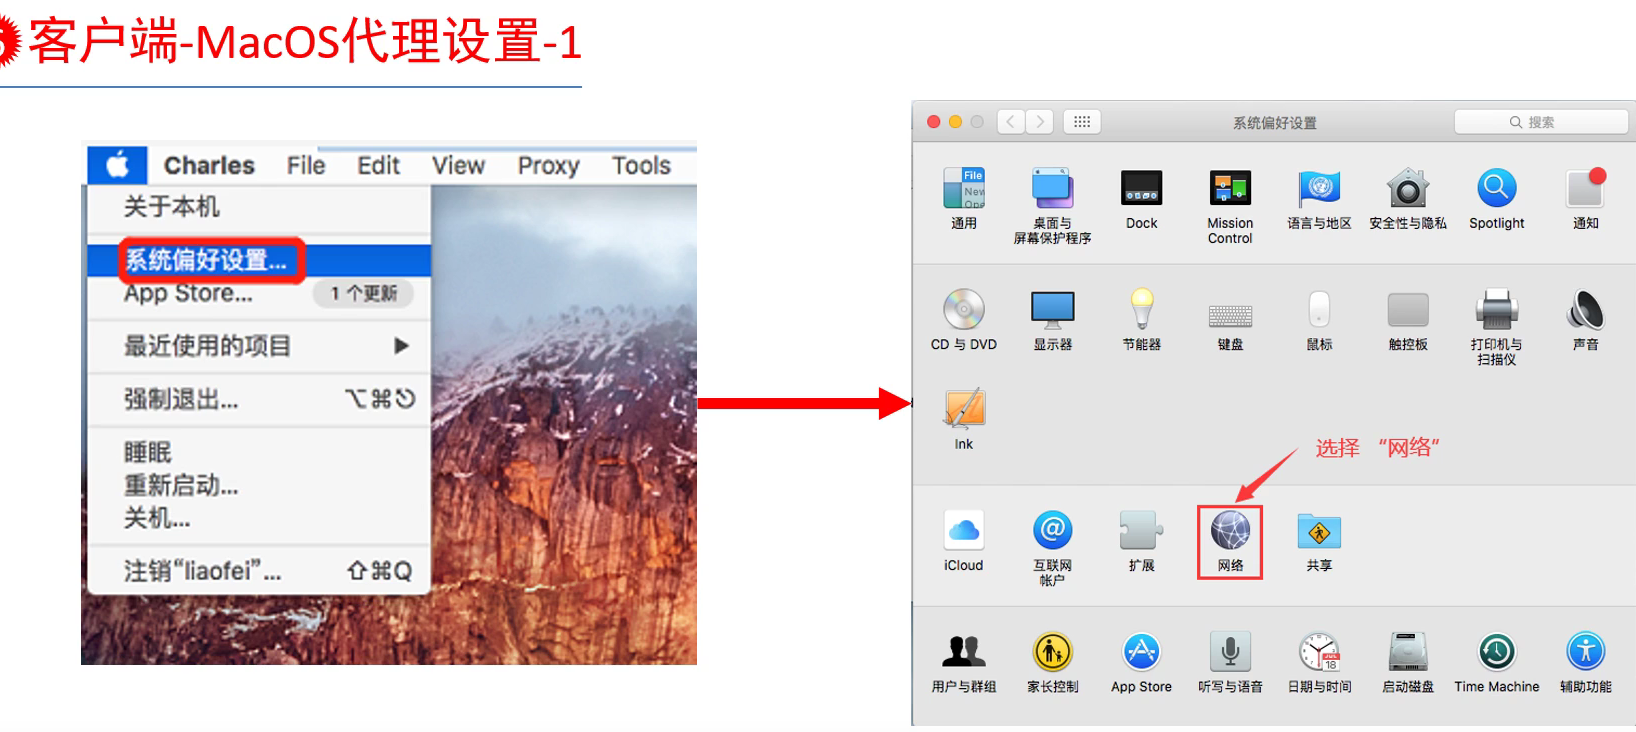 客户端-MacOS代理设置-1
Charles File Edit View Proxy Tools
关于本机
系统偏好设置...
App Store... 1 个更新
最近使用的项目
强制退出... ⌥⌘⎋
睡眠
重新启动...
关机...
注销“liaofei”... ⇧⌘Q
系统偏好设置
搜索
File
New
Ope
通用
桌面与
屏幕保护程序
Dock
Mission
Control
语言与地区
安全性与隐私
Spotlight
通知
CD 与 DVD
显示器
节能器
键盘
鼠标
触控板
打印机与
扫描仪
声音
Ink
选择 “网络”
iCloud
@
互联网
帐户
扩展
网络
共享
用户与群组
家长控制
App Store
听写与语音
JUL
18
日期与时间
启动磁盘
Time Machine
辅助功能